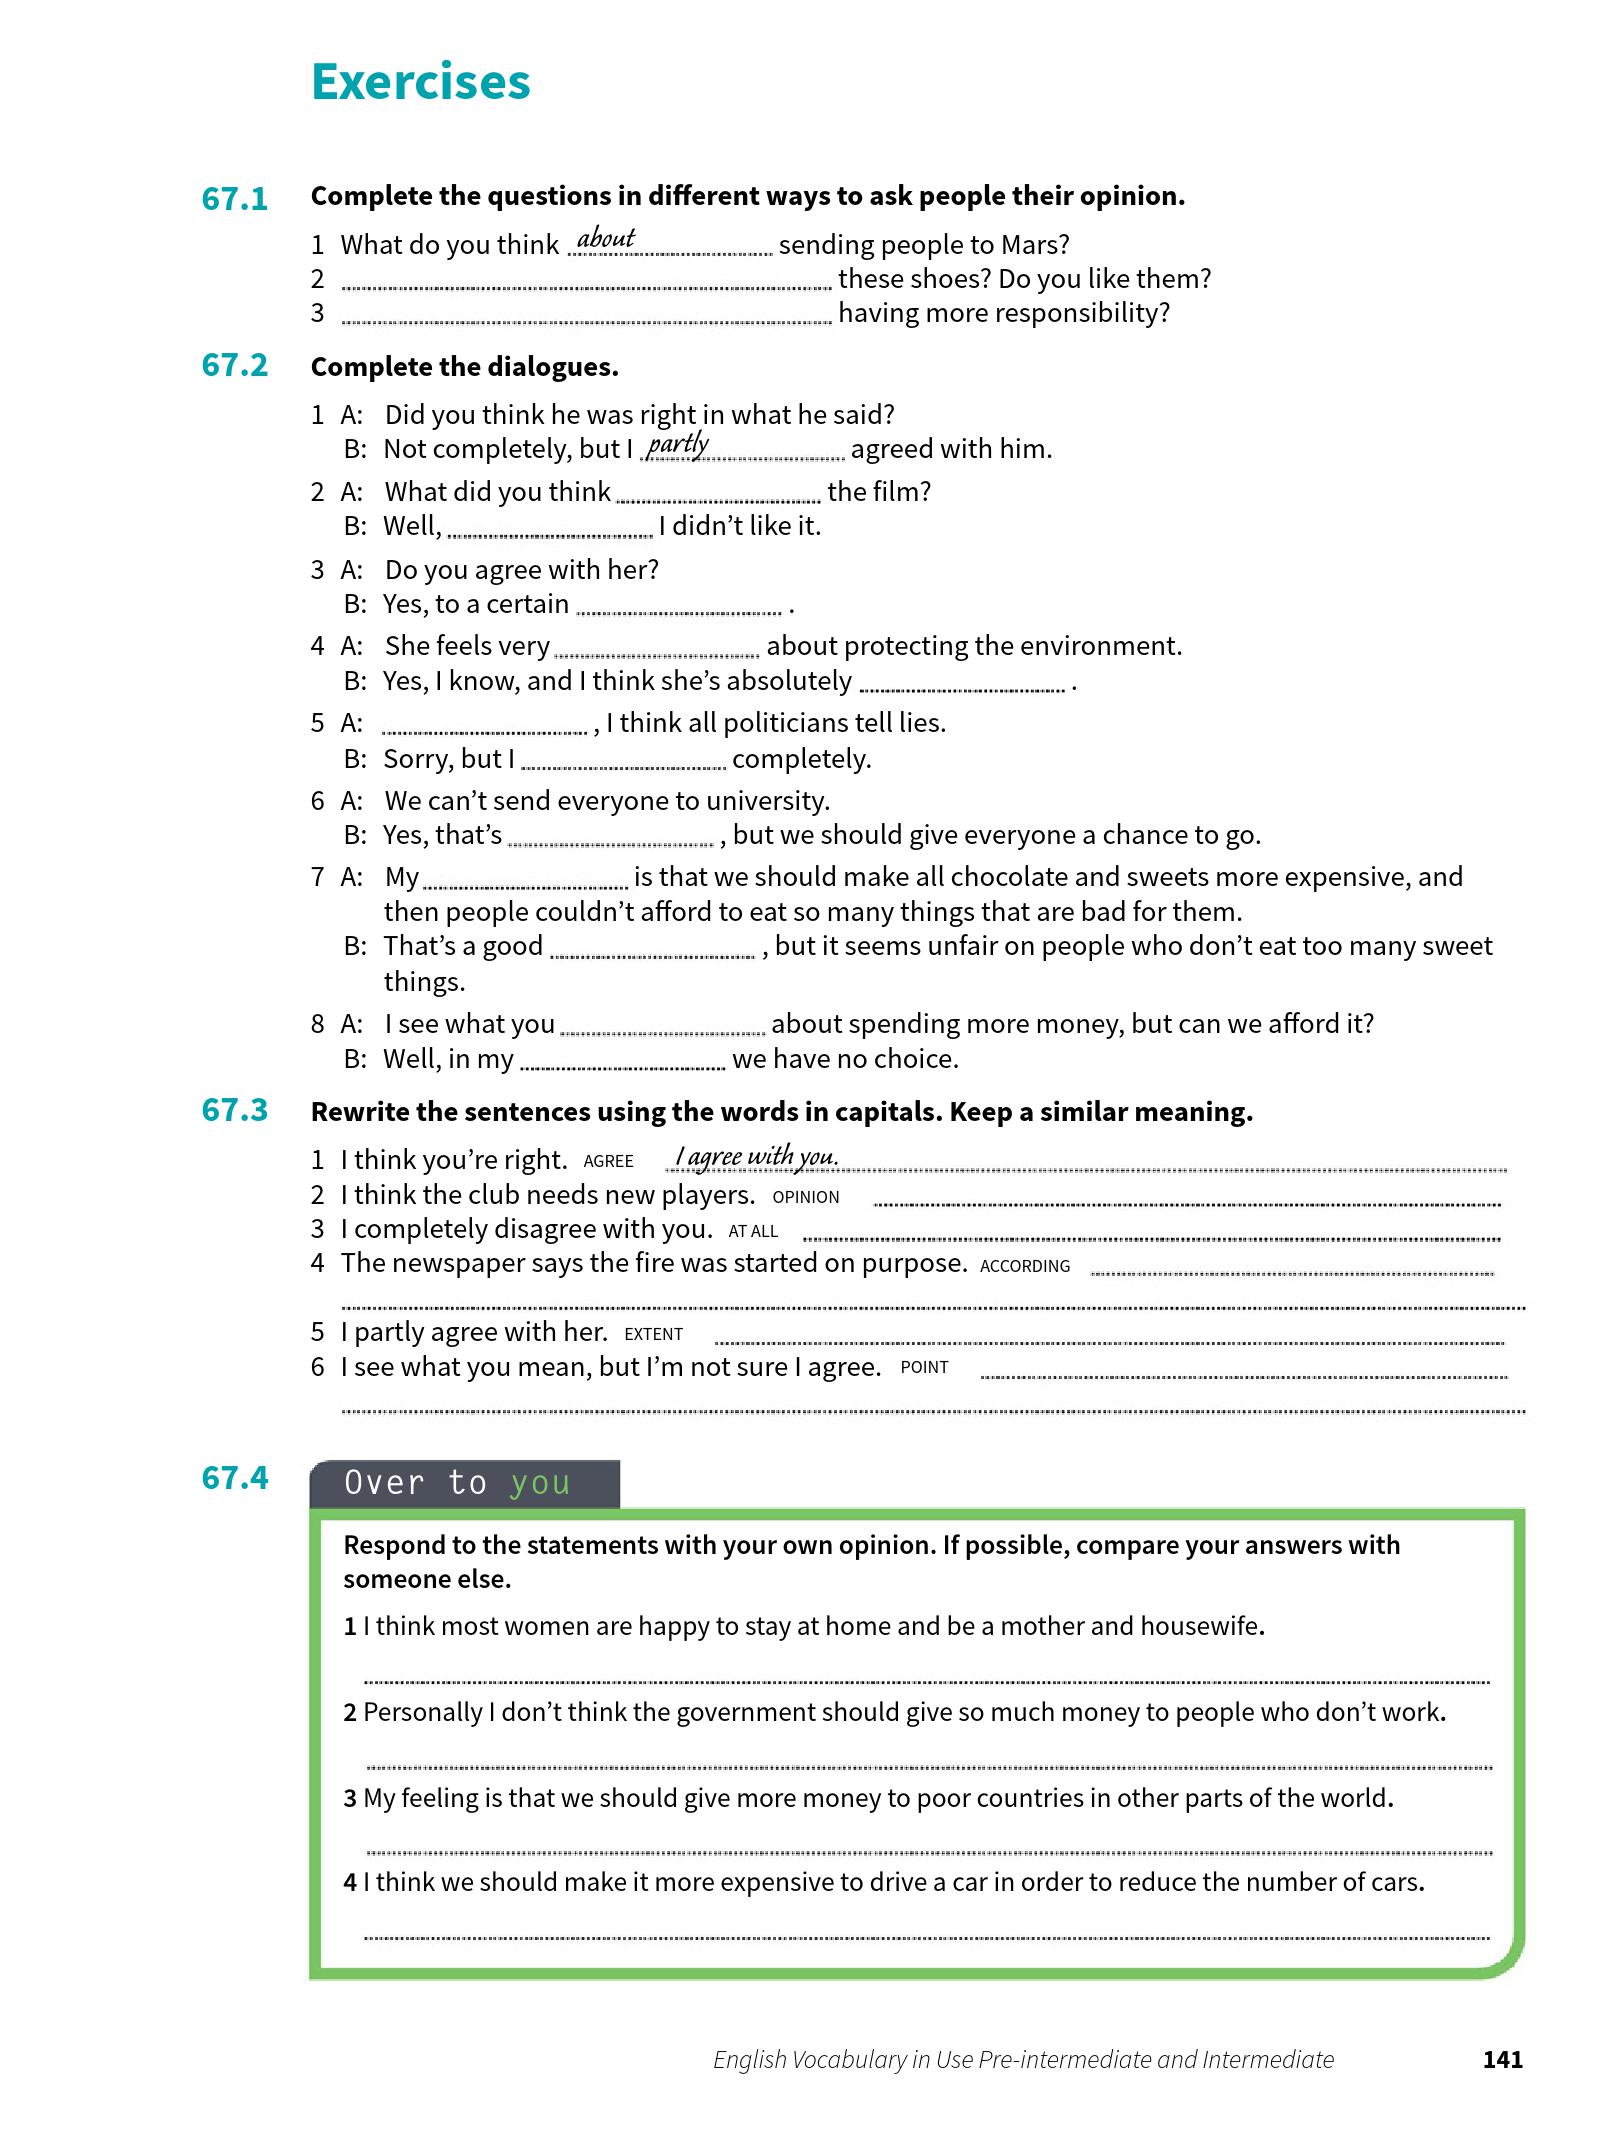 Exercises
67.1 Complete the questions in different ways to ask people their opinion.
1 What do you think about sending people to Mars?
2 these shoes? Do you like them?
3 having more responsibility?
67.2 Complete the dialogues.
1 A: Did you think he was right in what he said?
B: Not completely, but I partly agreed with him.
2 A: What did you think the film?
B: Well, I didn’t like it.
3 A: Do you agree with her?
B: Yes, to a certain .
4 A: She feels very about protecting the environment.
B: Yes, I know, and I think she’s absolutely .
5 A: , I think all politicians tell lies.
B: Sorry, but I completely.
6 A: We can’t send everyone to university.
B: Yes, that’s , but we should give everyone a chance to go.
7 A: My is that we should make all chocolate and sweets more expensive, and
then people couldn’t afford to eat so many things that are bad for them.
B: That’s a good , but it seems unfair on people who don’t eat too many sweet
things.
8 A: I see what you about spending more money, but can we afford it?
B: Well, in my we have no choice.
67.3 Rewrite the sentences using the words in capitals. Keep a similar meaning.
1 I think you’re right. AGREE I agree with you.
2 I think the club needs new players. OPINION
3 I completely disagree with you. AT ALL
4 The newspaper says the fire was started on purpose. ACCORDING
5 I partly agree with her. EXTENT
6 I see what you mean, but I’m not sure I agree. POINT
67.4 Over to you
Respond to the statements with your own opinion. If possible, compare your answers with
someone else.
1 I think most women are happy to stay at home and be a mother and housewife.
2 Personally I don’t think the government should give so much money to people who don’t work.
3 My feeling is that we should give more money to poor countries in other parts of the world.
4 I think we should make it more expensive to drive a car in order to reduce the number of cars.
English Vocabulary in Use Pre-intermediate and Intermediate 141